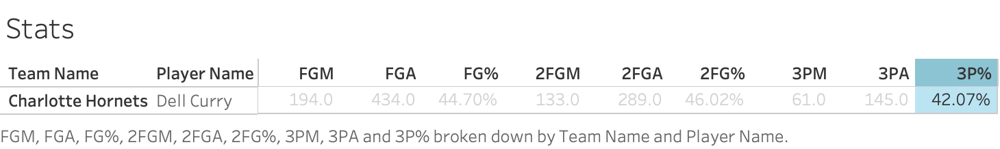 Stats
Team Name Player Name FGM FGA FG% 2FGM 2FGA 2FG% 3PM 3PA 3P%
Charlotte Hornets Dell Curry 194.0 434.0 44.70% 133.0 289.0 46.02% 61.0 145.0 42.07%
FGM, FGA, FG%, 2FGM, 2FGA, 2FG%, 3PM, 3PA and 3P% broken down by Team Name and Player Name.